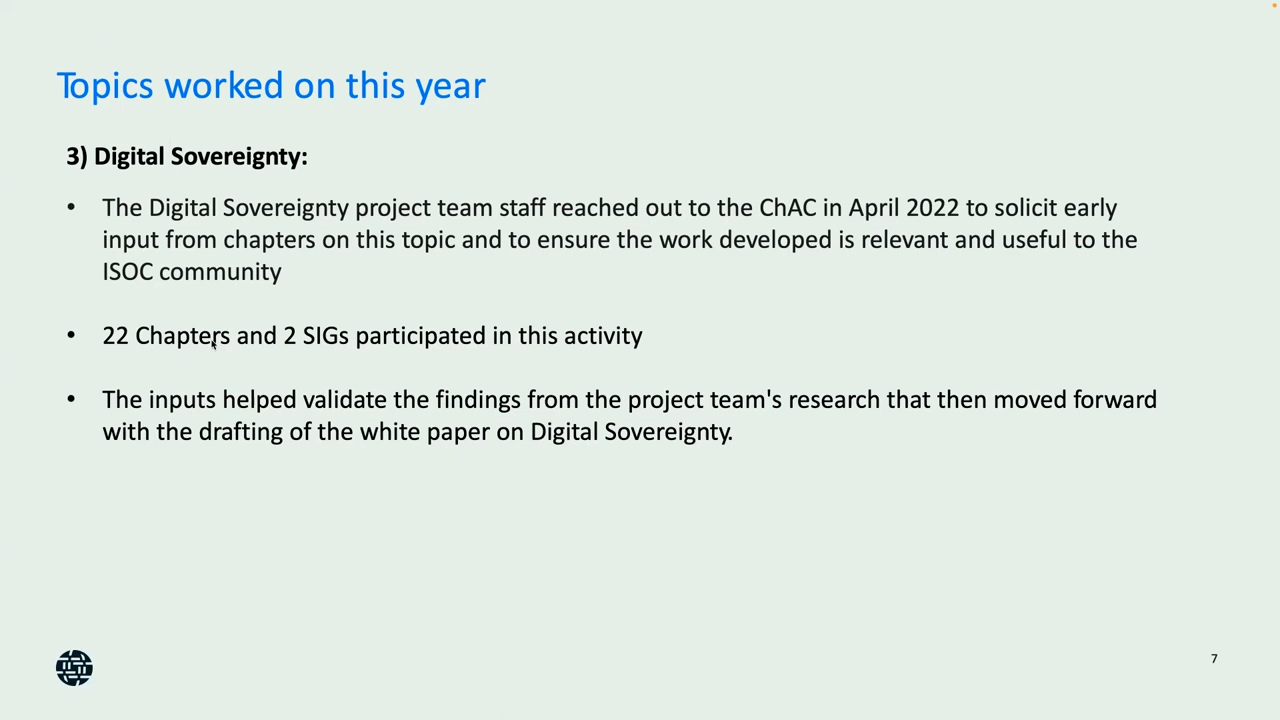 Topics worked on this year
3) Digital Sovereignty:
• The Digital Sovereignty project team staff reached out to the ChAC in April 2022 to solicit early
input from chapters on this topic and to ensure the work developed is relevant and useful to the
ISOC community
• 22 Chapters and 2 SIGs participated in this activity
• The inputs helped validate the findings from the project team's research that then moved forward
with the drafting of the white paper on Digital Sovereignty.
7